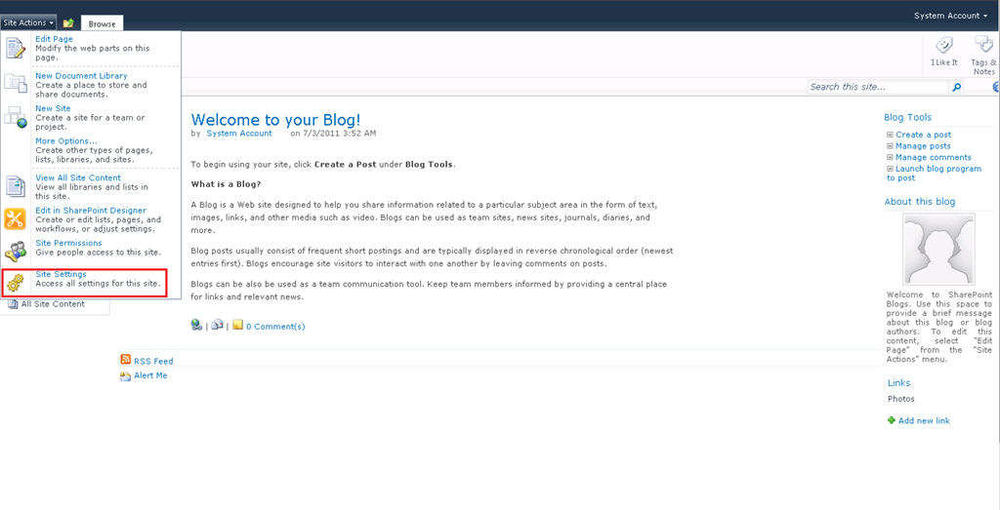 Site Actions
Browse
System Account
Edit Page
Modify the web parts on this
page.
New Document Library
Create a place to store and
share documents.
New Site
Create a site for a team or
project.
More Options...
Create other types of pages,
lists, libraries, and sites.
View All Site Content
View all libraries and lists in
this site.
Edit in SharePoint Designer
Create or edit lists, pages, and
workflows, or adjust settings.
Site Permissions
Give people access to this site.
Site Settings
Access all settings for this site.
All Site Content
I Like It
Tags &
Notes
Search this site...
Welcome to your Blog!
by System Account on 7/3/2011 3:52 AM
To begin using your site, click Create a Post under Blog Tools.
What is a Blog?
A Blog is a Web site designed to help you share information related to a particular subject area in the form of text,
images, links, and other media such as video. Blogs can be used as team sites, news sites, journals, diaries, and
more.
Blog posts usually consist of frequent short postings and are typically displayed in reverse chronological order (newest
entries first). Blogs encourage site visitors to interact with one another by leaving comments on posts.
Blogs can be also be used as a team communication tool. Keep team members informed by providing a central place
for links and relevant news.
| | 0 Comment(s)
RSS Feed
Alert Me
Blog Tools
Create a post
Manage posts
Manage comments
Launch blog program
to post
About this blog
Welcome to SharePoint
Blogs. Use this space to
provide a brief message
about this blog or blog
authors. To edit this
content, select "Edit
Page" from the "Site
Actions" menu.
Links
Photos
Add new link